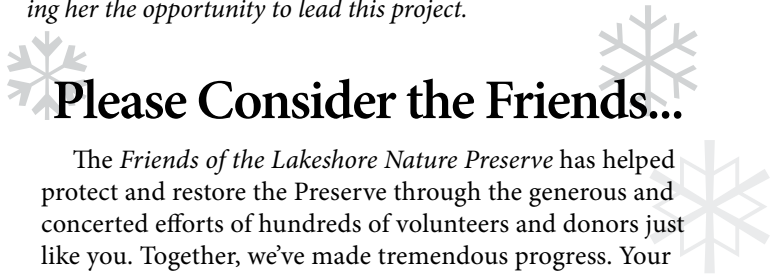 ing her the opportunity to lead this project.
Please Consider the Friends...
The Friends of the Lakeshore Nature Preserve has helped
protect and restore the Preserve through the generous and
concerted efforts of hundreds of volunteers and donors just
like you. Together, we’ve made tremendous progress. Your